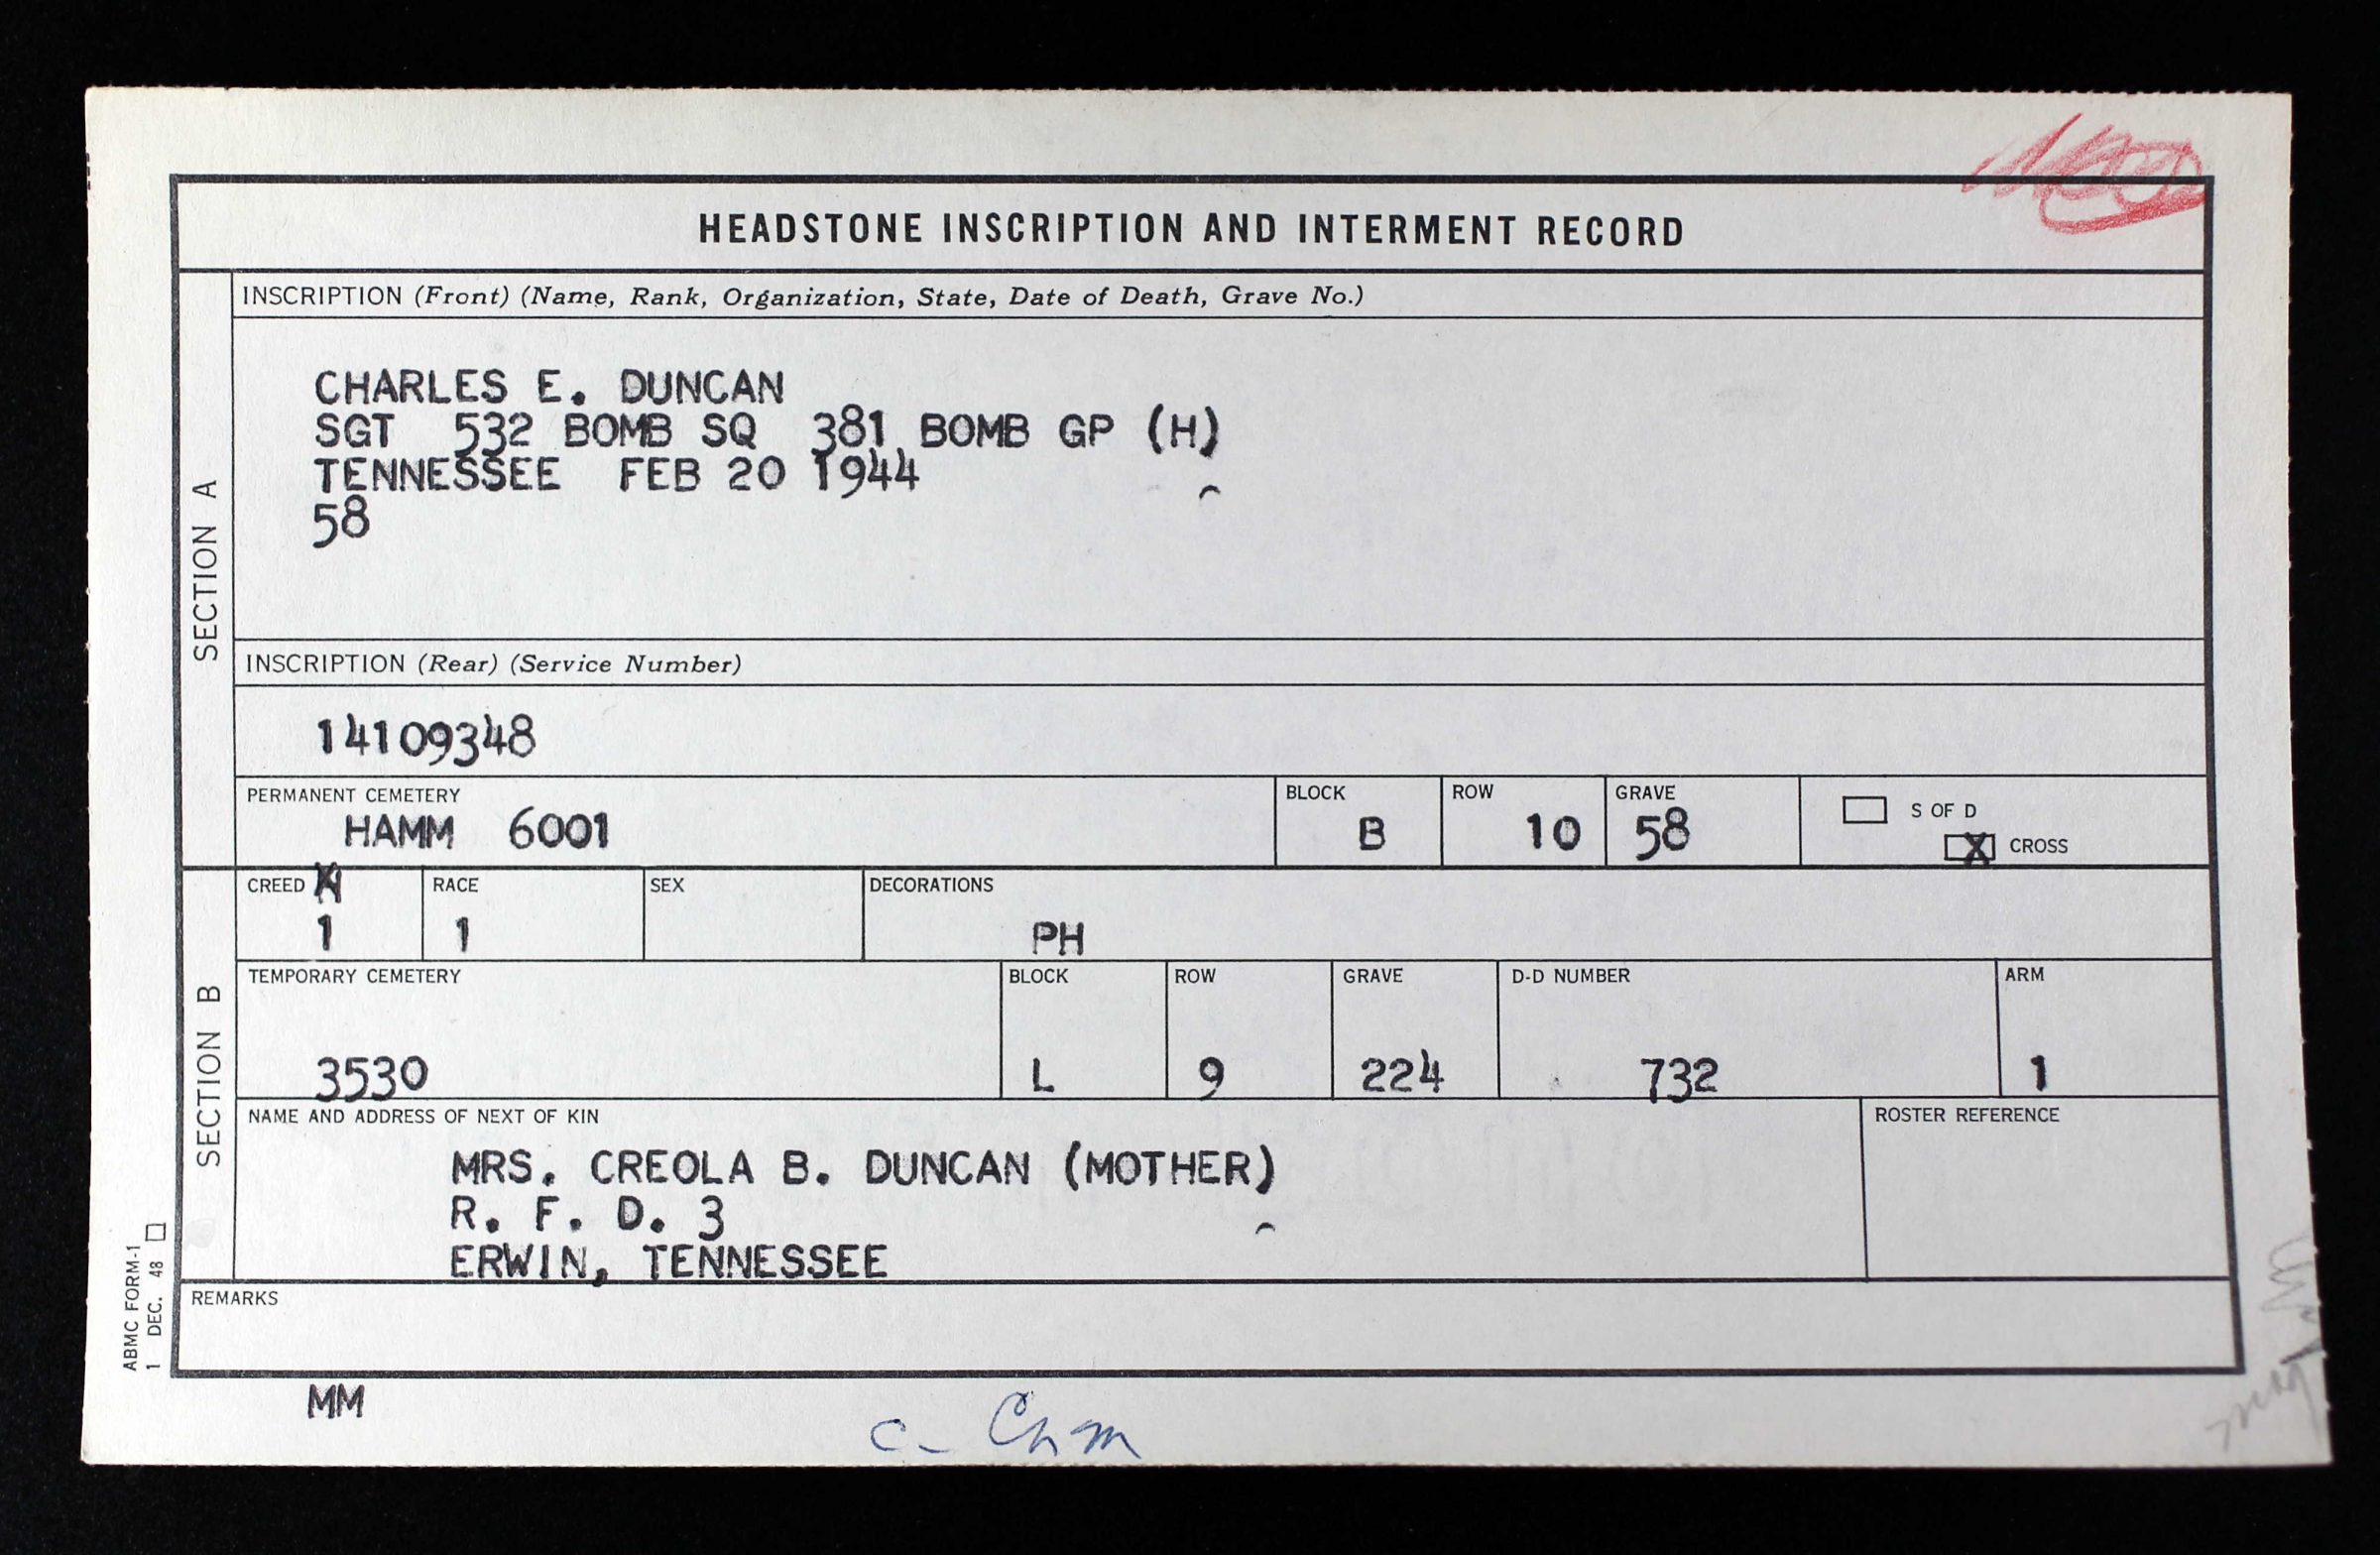 HEADSTONE INSCRIPTION AND INTERMENT RECORD
SECTION A
INSCRIPTION (Front) (Name, Rank, Organization, State, Date of Death, Grave No.)
CHARLES E. DUNCAN
SGT 532 BOMB SQ 381 BOMB GP (H)
TENNESSEE FEB 20 1944
58
INSCRIPTION (Rear) (Service Number)
14109348
PERMANENT CEMETERY BLOCK ROW GRAVE
HAMM 6001 B 10 58
S OF D
X CROSS
SECTION B
CREED RACE SEX DECORATIONS
1 1 PH
TEMPORARY CEMETERY BLOCK ROW GRAVE D-D NUMBER ARM
3530 L 9 224 732 1
NAME AND ADDRESS OF NEXT OF KIN ROSTER REFERENCE
MRS. CREOLA B. DUNCAN (MOTHER)
R. F. D. 3
ERWIN, TENNESSEE
REMARKS
ABMC FORM-1
1 DEC. 48
MM